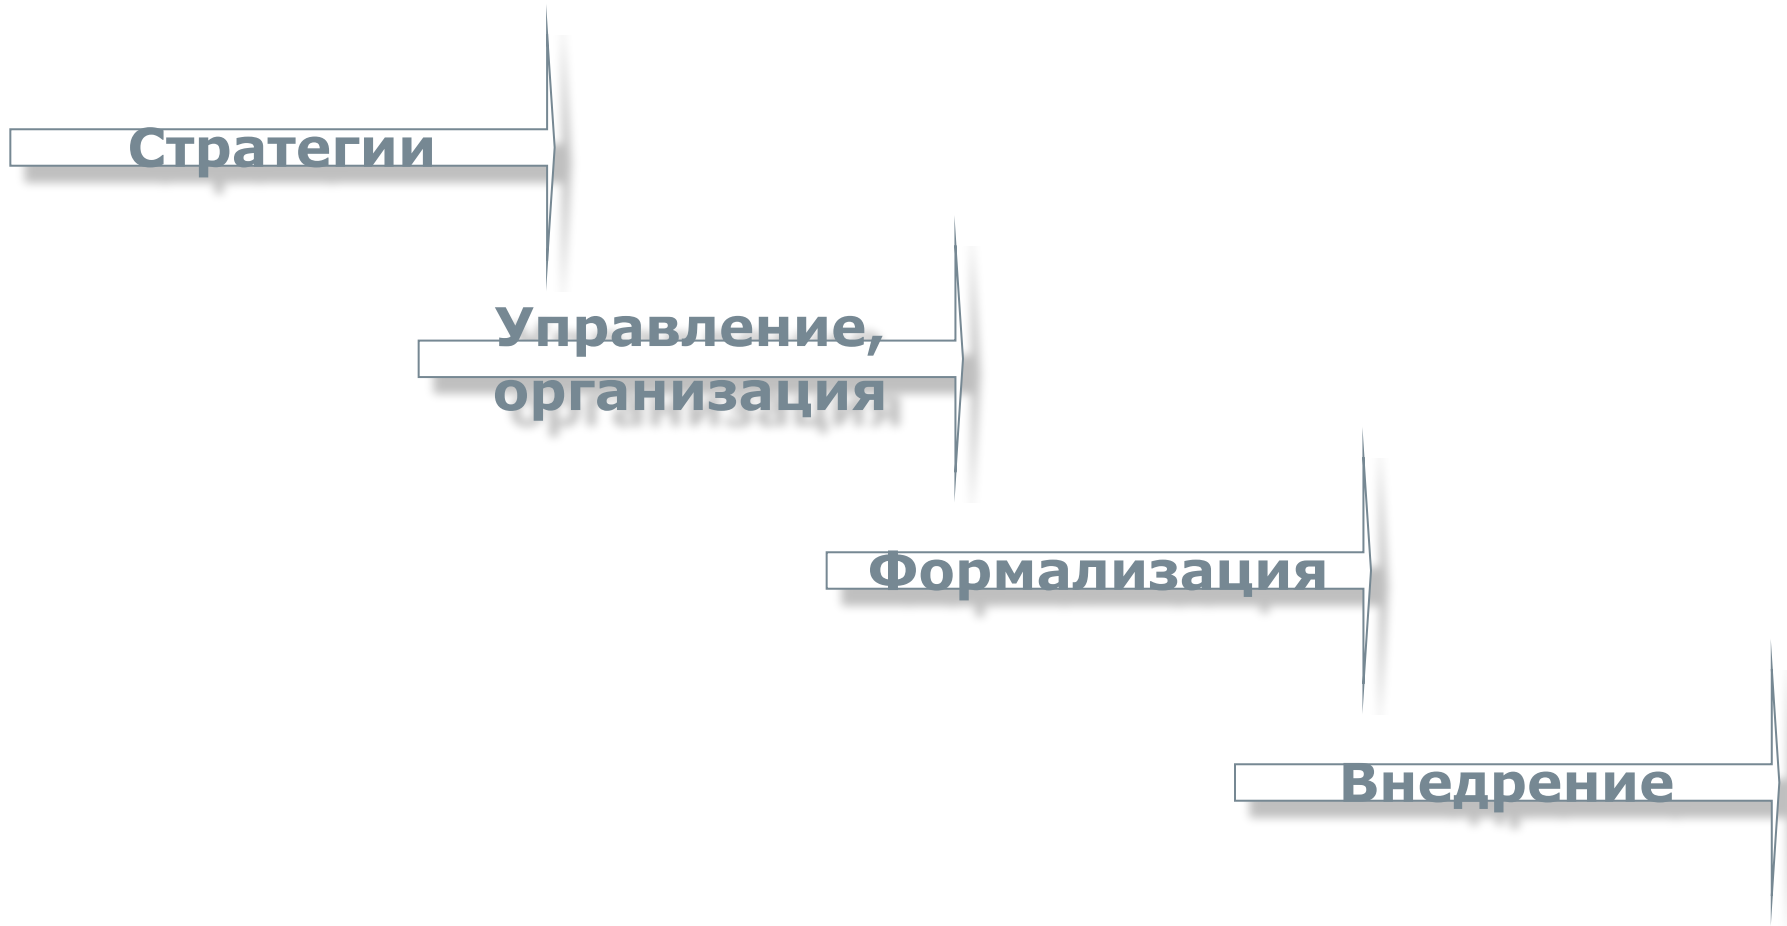 Стратегии
Управление,
организация
Формализация
Внедрение